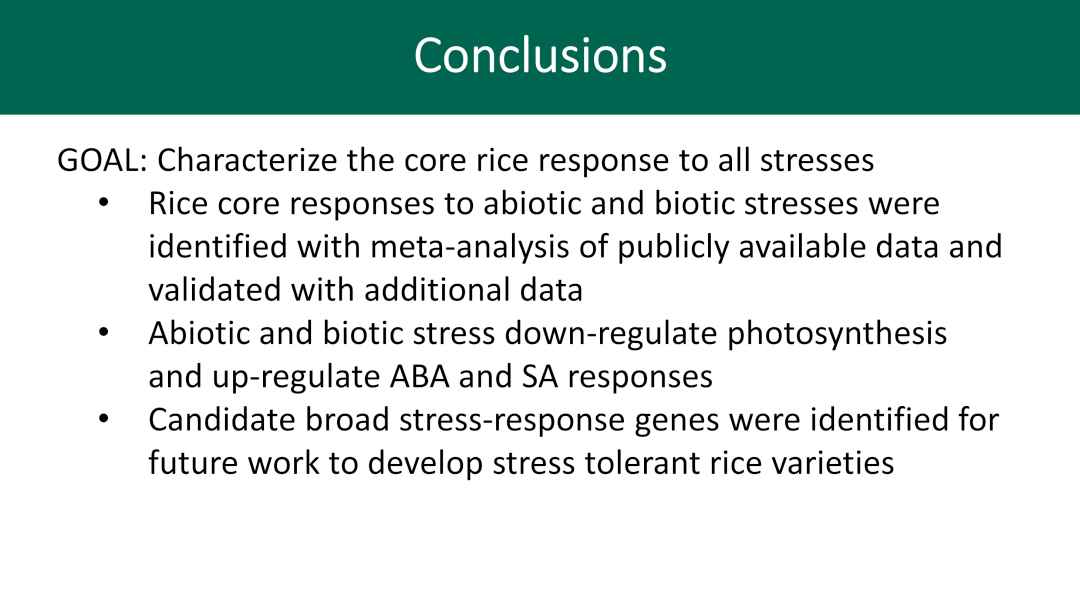 Conclusions
GOAL: Characterize the core rice response to all stresses
• Rice core responses to abiotic and biotic stresses were
identified with meta-analysis of publicly available data and
validated with additional data
• Abiotic and biotic stress down-regulate photosynthesis
and up-regulate ABA and SA responses
• Candidate broad stress-response genes were identified for
future work to develop stress tolerant rice varieties